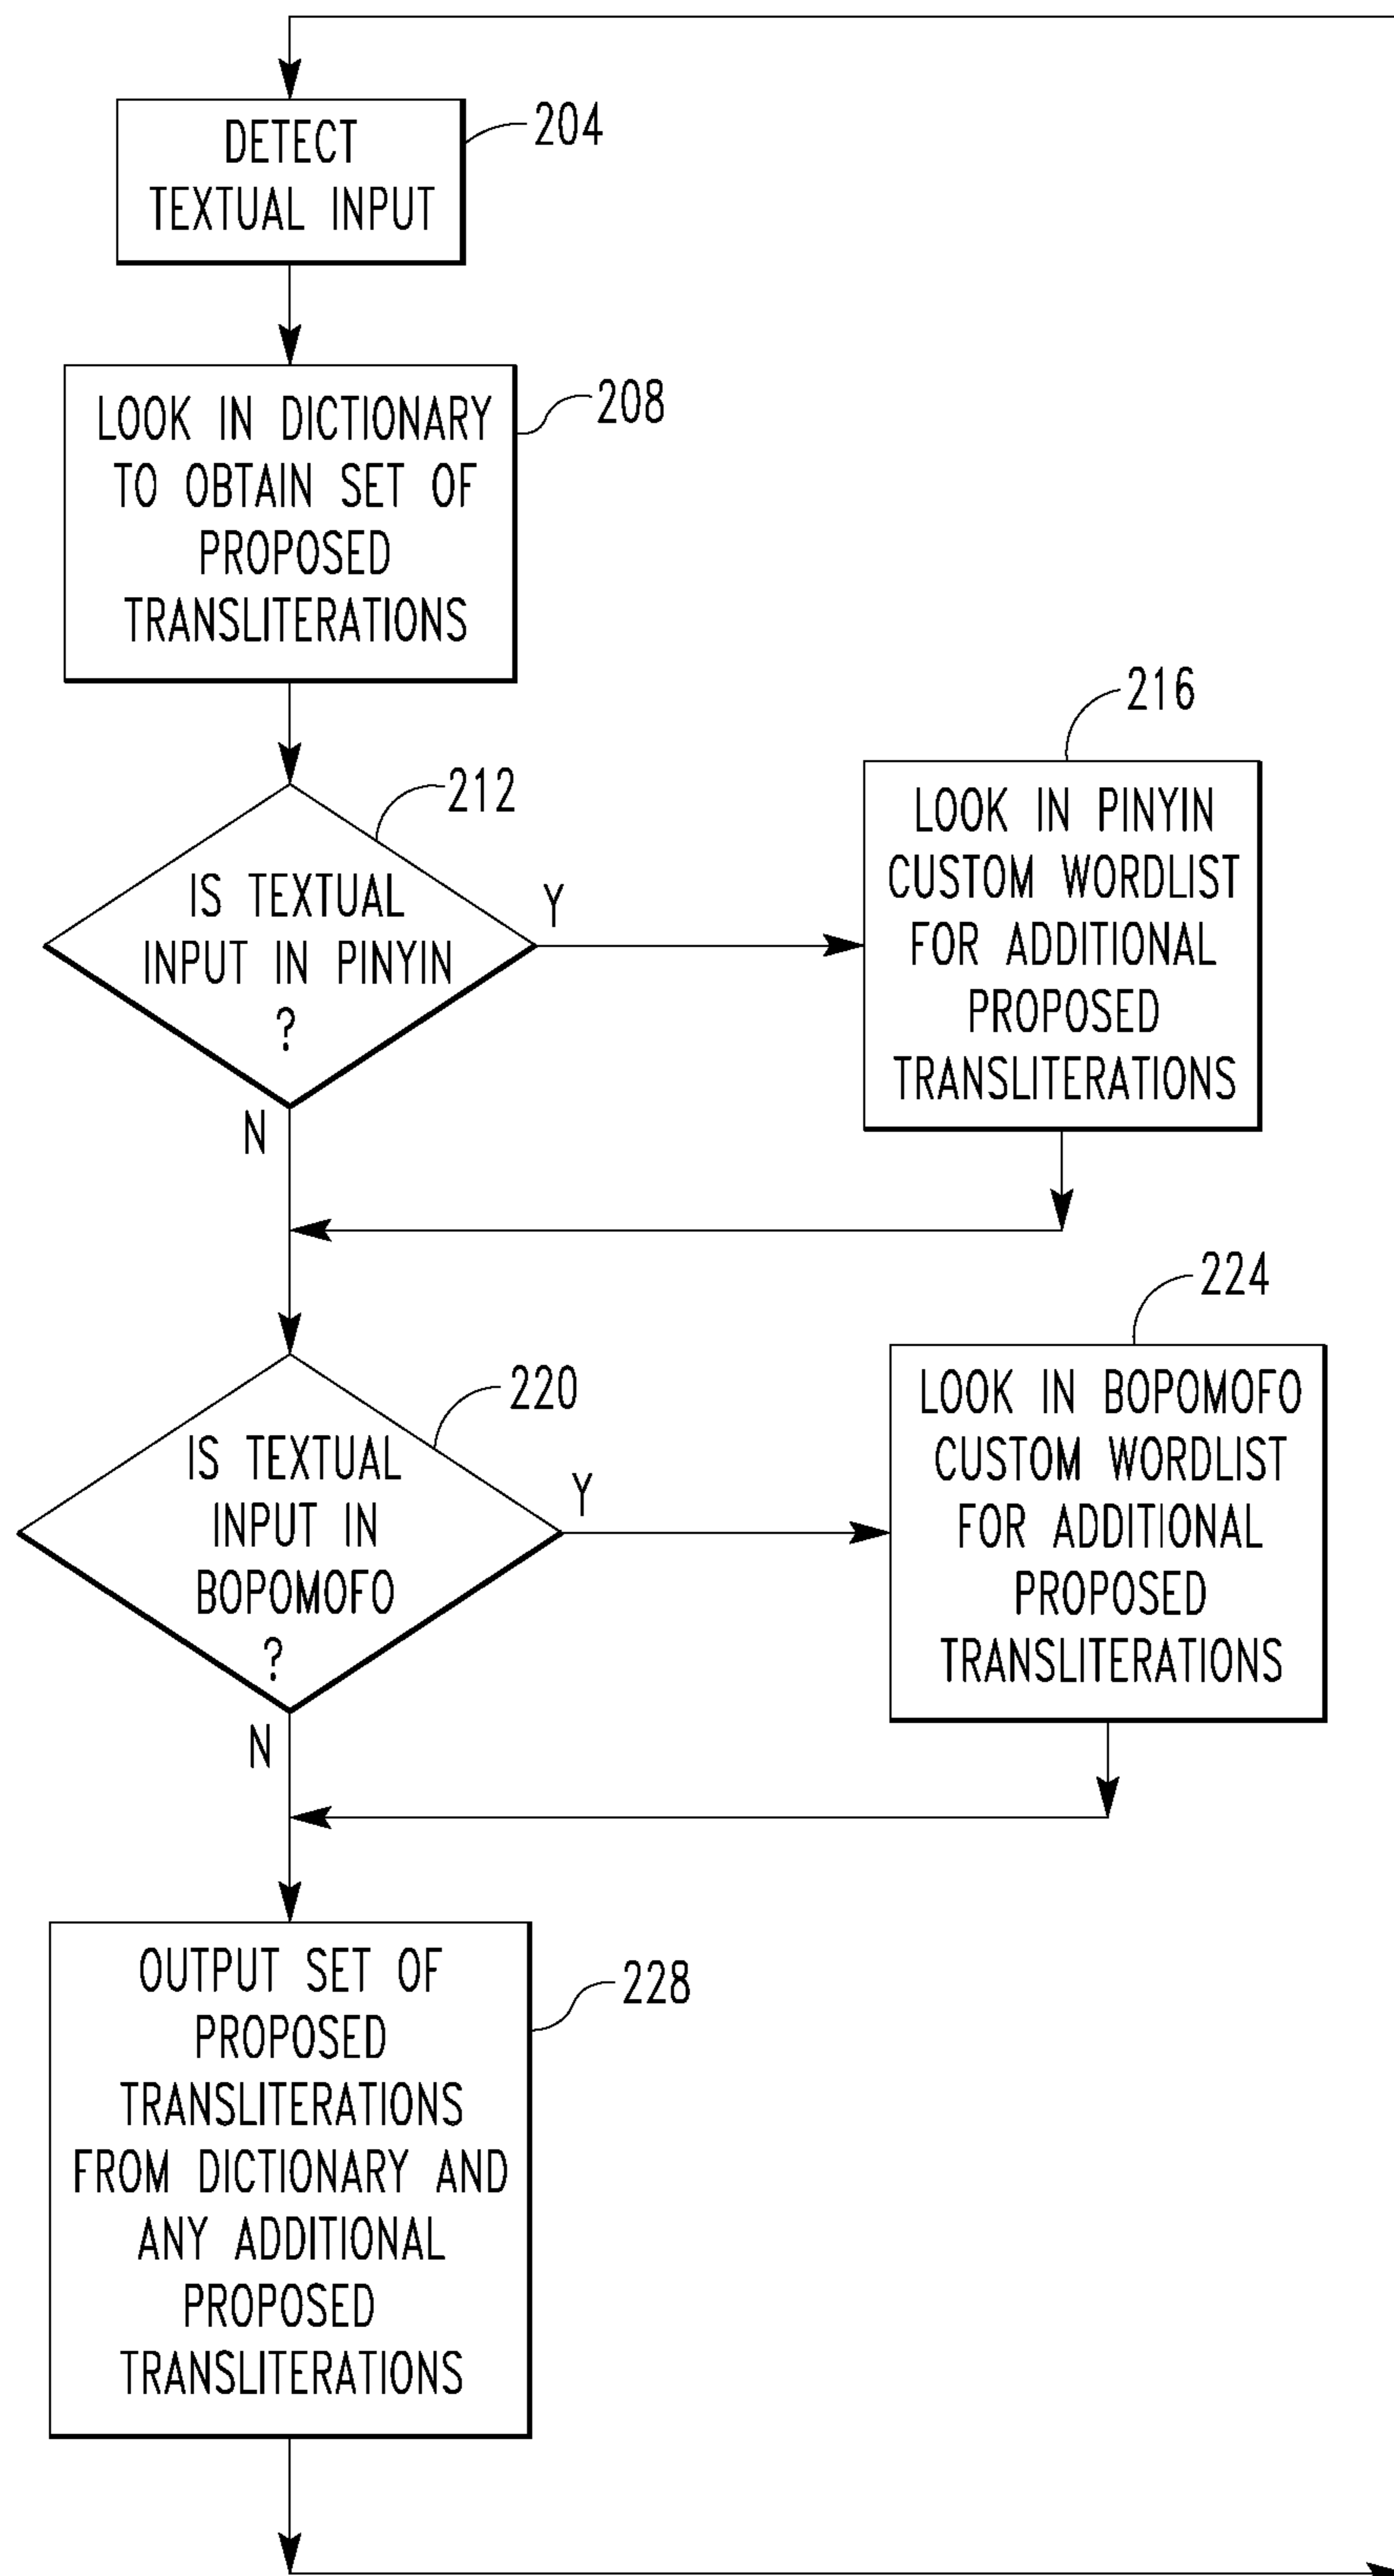 DETECT
TEXTUAL INPUT
204
LOOK IN DICTIONARY
TO OBTAIN SET OF
PROPOSED
TRANSLITERATIONS
208
IS TEXTUAL
INPUT IN PINYIN
?
212
Y
N
216
LOOK IN PINYIN
CUSTOM WORDLIST
FOR ADDITIONAL
PROPOSED
TRANSLITERATIONS
IS TEXTUAL
INPUT IN
BOPOMOFO
?
220
Y
N
224
LOOK IN BOPOMOFO
CUSTOM WORDLIST
FOR ADDITIONAL
PROPOSED
TRANSLITERATIONS
OUTPUT SET OF
PROPOSED
TRANSLITERATIONS
FROM DICTIONARY AND
ANY ADDITIONAL
PROPOSED
TRANSLITERATIONS
228